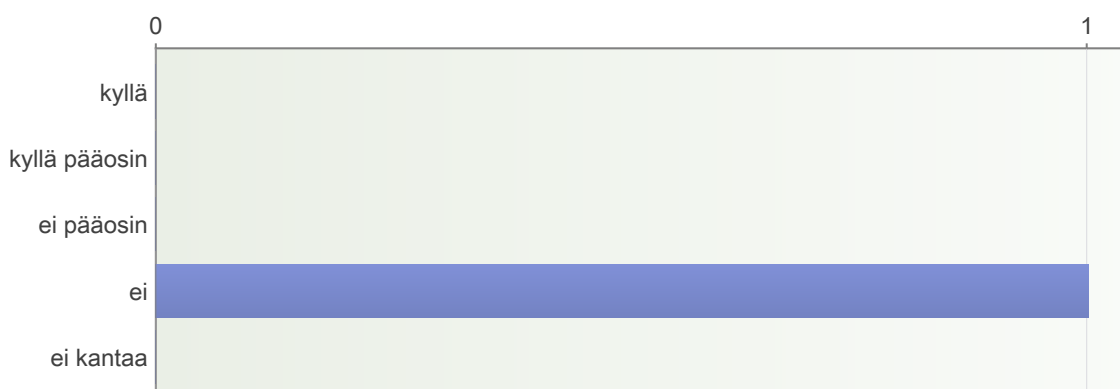 0 1
kyllä
kyllä pääosin
ei pääosin
ei
ei kantaa